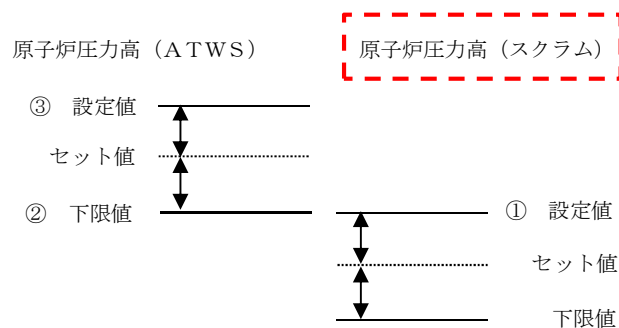 原子炉圧力高（ＡＴＷＳ）
原子炉圧力高（スクラム）
③　設定値
セット値
②　下限値
①　設定値
セット値
下限値